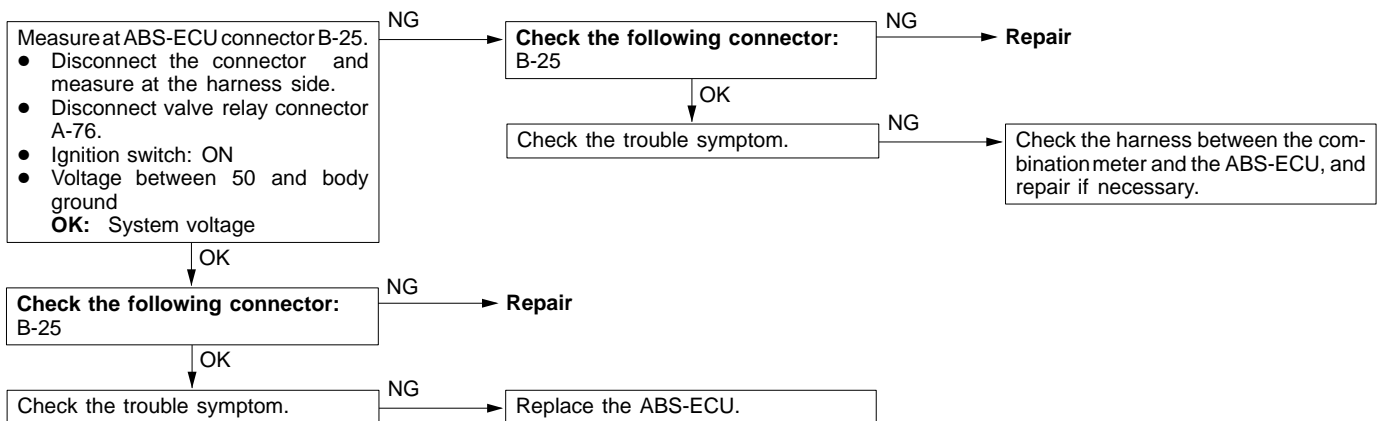 Measure at ABS-ECU connector B-25.
● Disconnect the connector and
measure at the harness side.
● Disconnect valve relay connector
A-76.
● Ignition switch: ON
● Voltage between 50 and body
ground
OK: System voltage
NG
Check the following connector:
B-25
NG
Repair
OK
Check the trouble symptom.
NG
Check the harness between the com-
bination meter and the ABS-ECU, and
repair if necessary.
OK
Check the following connector:
B-25
NG
Repair
OK
Check the trouble symptom.
NG
Replace the ABS-ECU.